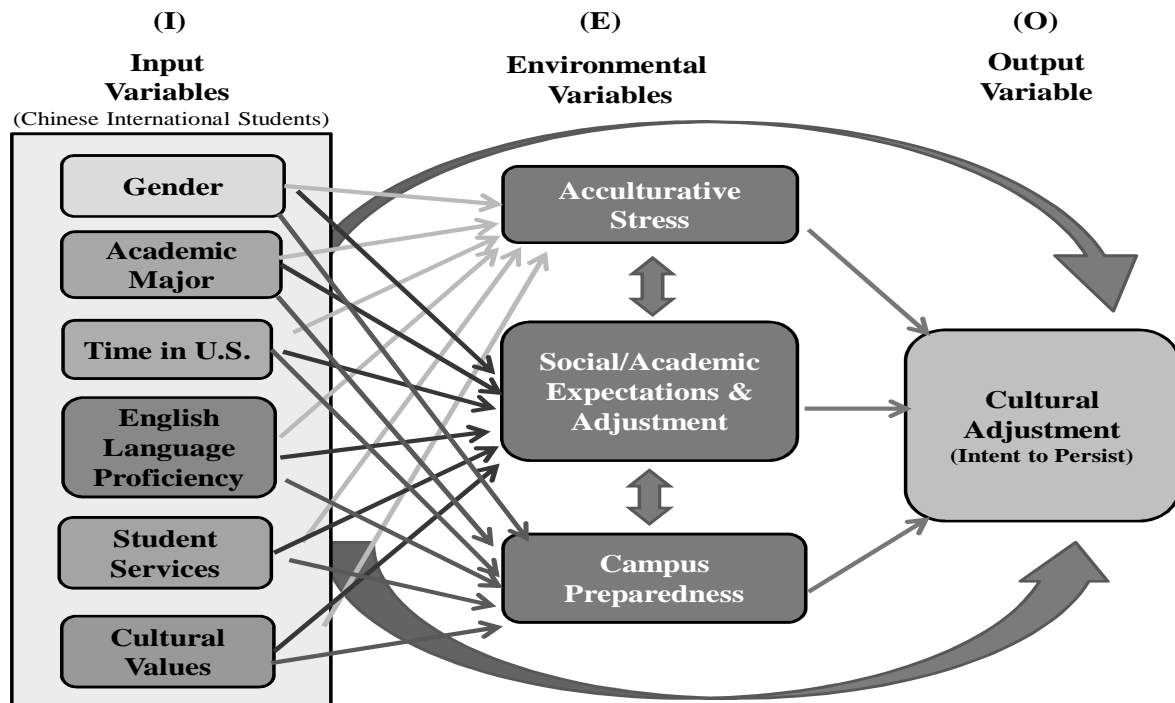 (I)
Input
Variables
(Chinese International Students)
Gender
Academic
Major
Time in U.S.
English
Language
Proficiency
Student
Services
Cultural
Values
(E)
Environmental
Variables
Acculturative
Stress
Social/Academic
Expectations &
Adjustment
Campus
Preparedness
(O)
Output
Variable
Cultural
Adjustment
(Intent to Persist)